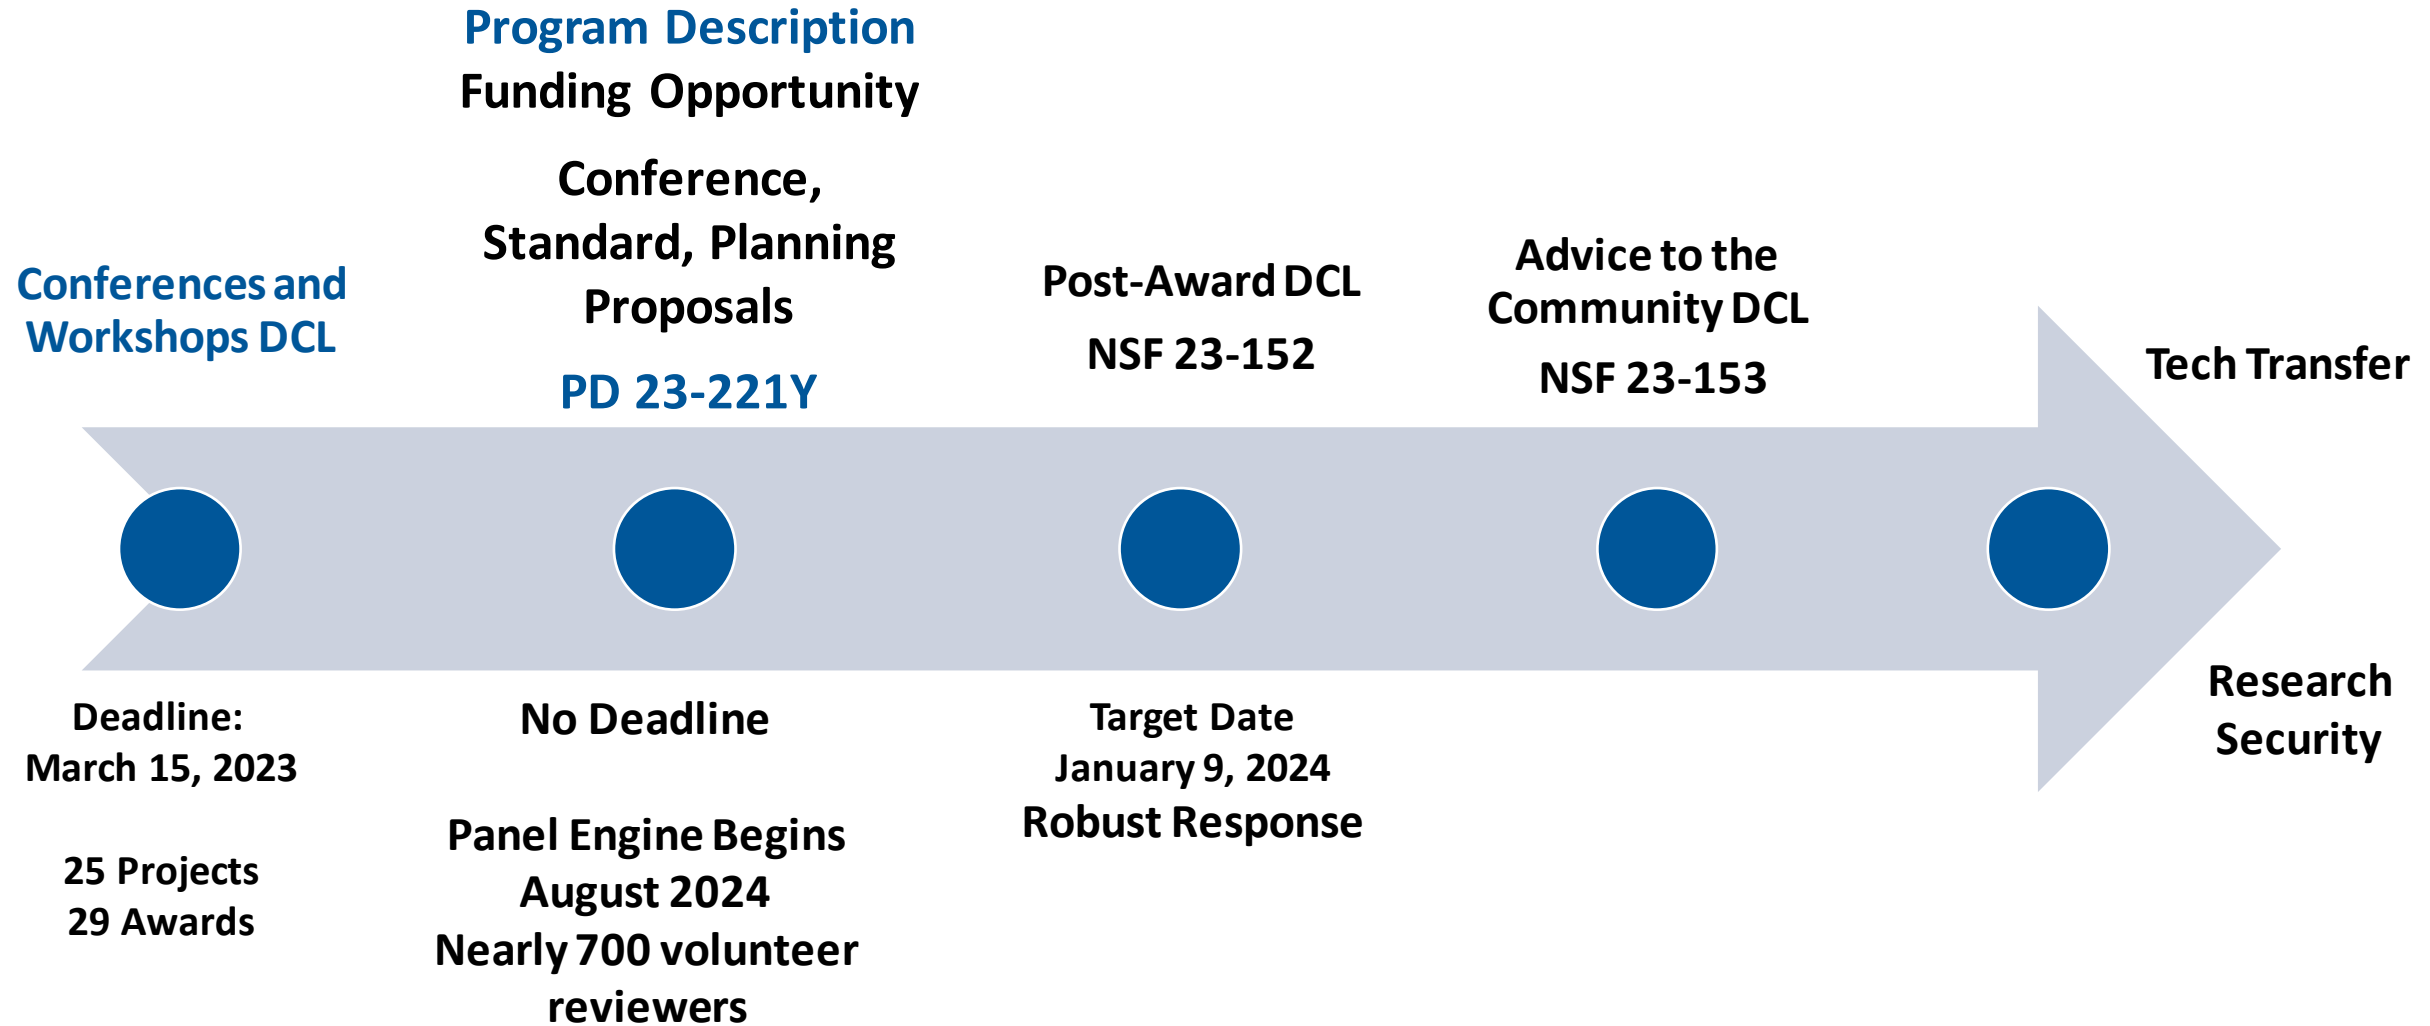 Conferences and
Workshops DCL
Deadline:
March 15, 2023
25 Projects
29 Awards
Program Description
Funding Opportunity
Conference,
Standard, Planning
Proposals
PD 23-221Y
No Deadline
Panel Engine Begins
August 2024
Nearly 700 volunteer
reviewers
Post-Award DCL
NSF 23-152
Target Date
January 9, 2024
Robust Response
Advice to the
Community DCL
NSF 23-153
Tech Transfer
Research
Security